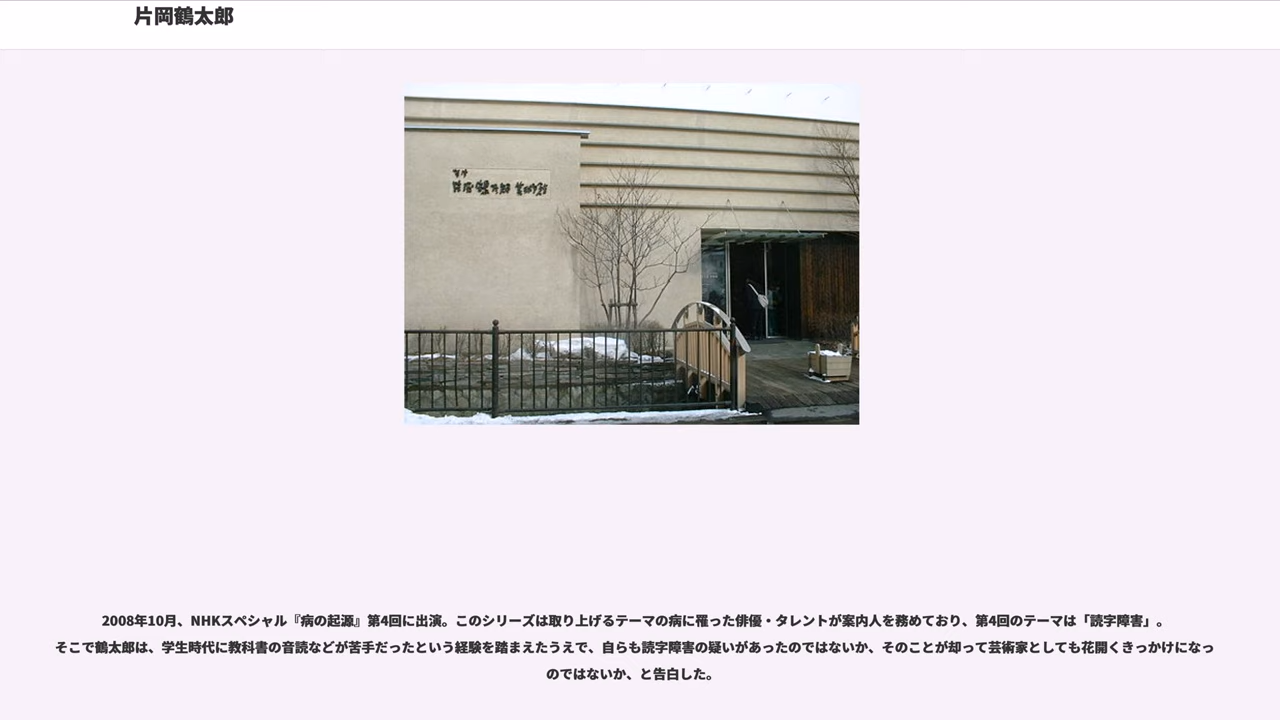 片岡鶴太郎
片岡鶴太郎 美術館
2008年10月、NHKスペシャル『病の起源』第4回に出演。このシリーズは取り上げるテーマの病に罹った俳優・タレントが案内人を務めており、第4回のテーマは「読字障害」。
そこで鶴太郎は、学生時代に教科書の音読などが苦手だったという経験を踏まえたうえで、自らも読字障害の疑いがあったのではないか、そのことが却って芸術家としても花開くきっかけになっ
のではないか、と告白した。